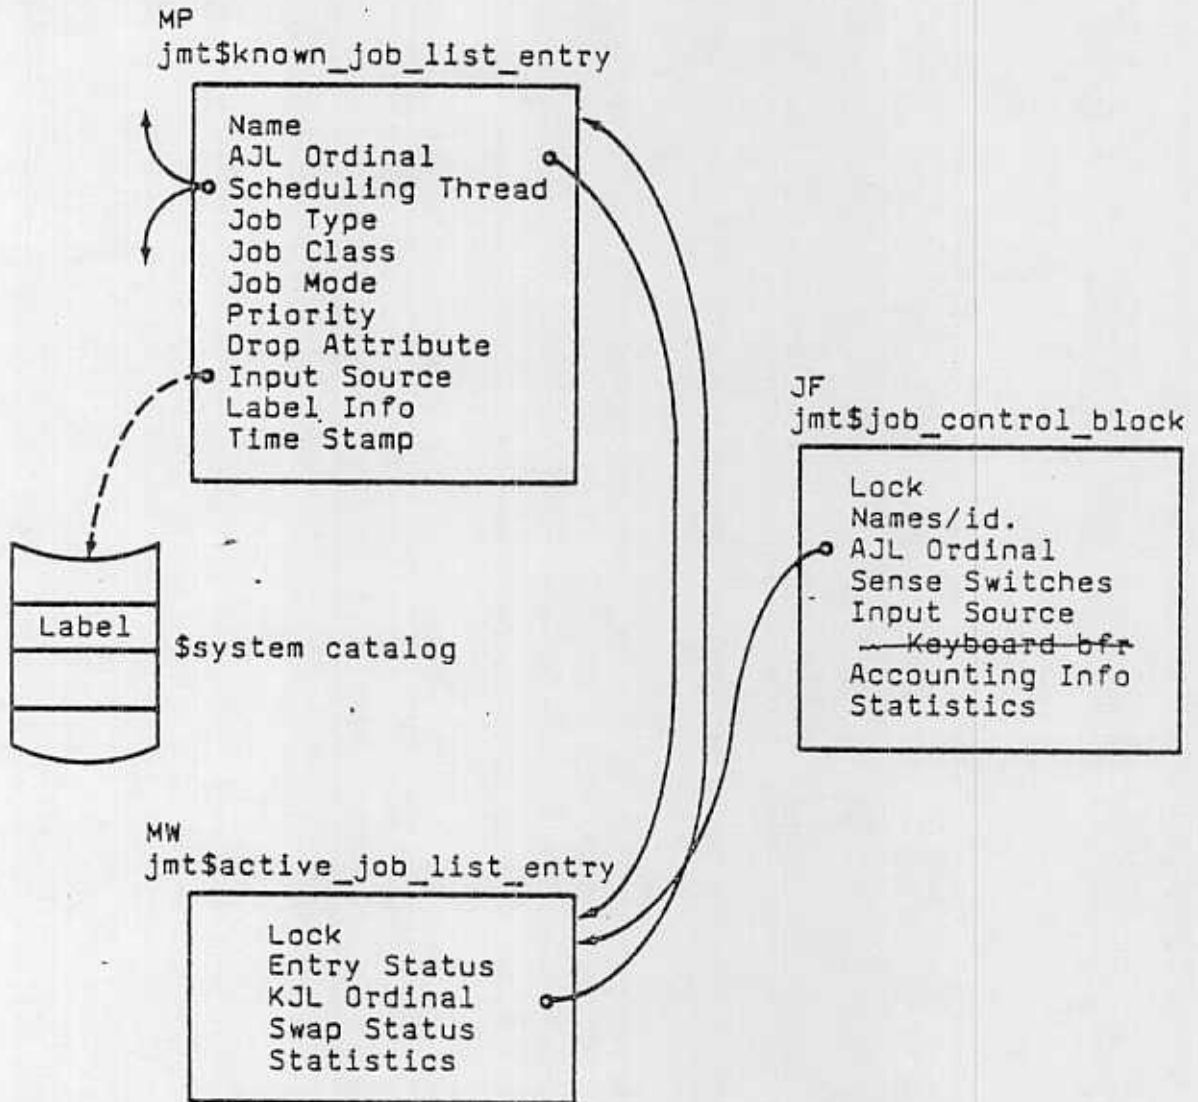 MP
jmt$known_job_list_entry
Name
AJL Ordinal
Scheduling Thread
Job Type
Job Class
Job Mode
Priority
Drop Attribute
Input Source
Label Info
Time Stamp
JF
jmt$job_control_block
Lock
Names/id.
AJL Ordinal
Sense Switches
Input Source
Keyboard bfr
Accounting Info
Statistics
Label
$system catalog
MW
jmt$active_job_list_entry
Lock
Entry Status
KJL Ordinal
Swap Status
Statistics